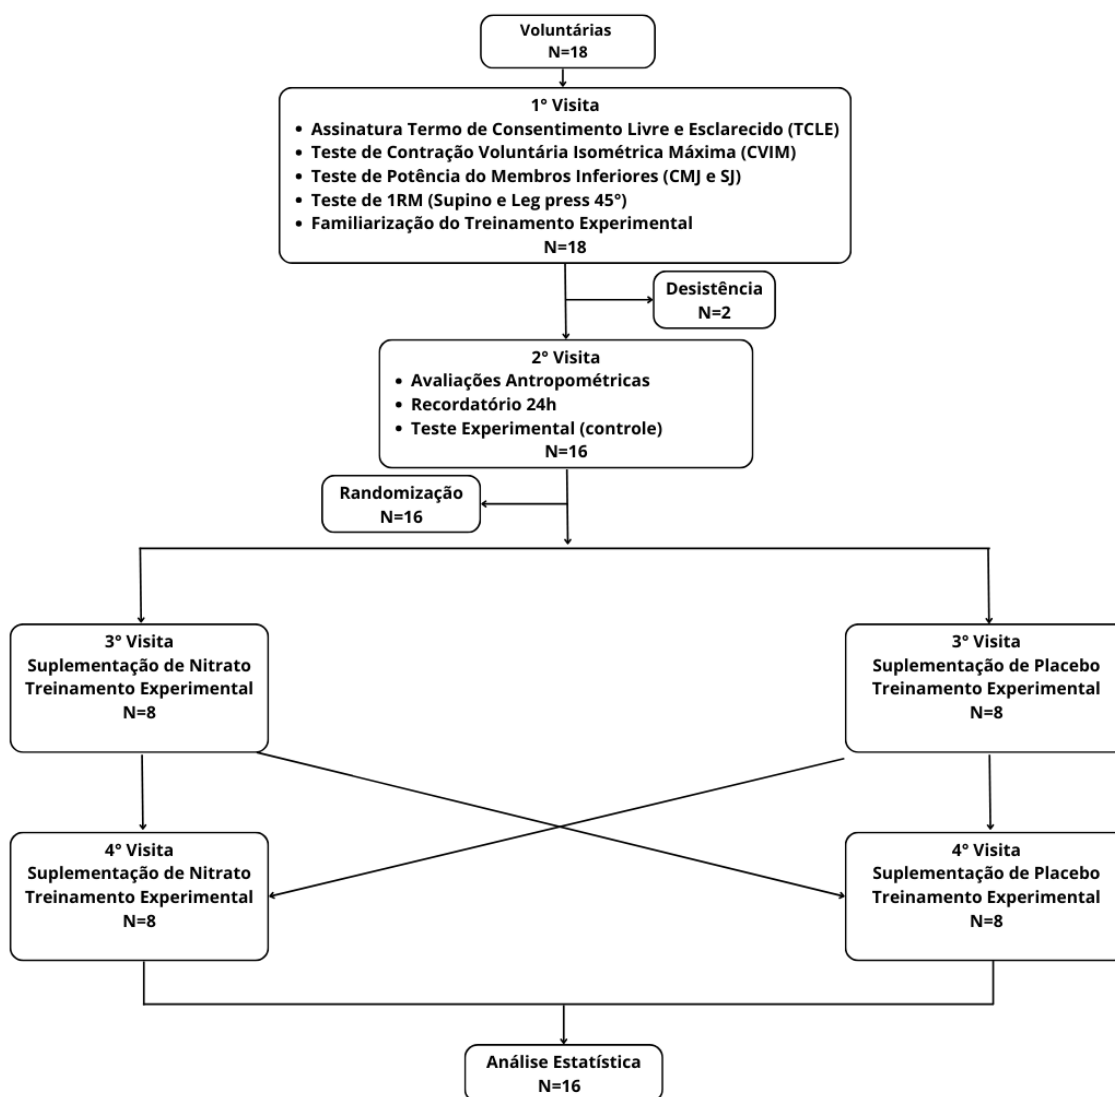 Voluntárias
N=18
1° Visita
• Assinatura Termo de Consentimento Livre e Esclarecido (TCLE)
• Teste de Contração Voluntária Isométrica Máxima (CVIM)
• Teste de Potência do Membros Inferiores (CMJ e SJ)
• Teste de 1RM (Supino e Leg press 45°)
• Familiarização do Treinamento Experimental
N=18
Desistência
N=2
2° Visita
• Avaliações Antropométricas
• Recordatório 24h
• Teste Experimental (controle)
N=16
Randomização
N=16
3° Visita
Suplementação de Nitrato
Treinamento Experimental
N=8
3° Visita
Suplementação de Placebo
Treinamento Experimental
N=8
4° Visita
Suplementação de Nitrato
Treinamento Experimental
N=8
4° Visita
Suplementação de Placebo
Treinamento Experimental
N=8
Análise Estatística
N=16